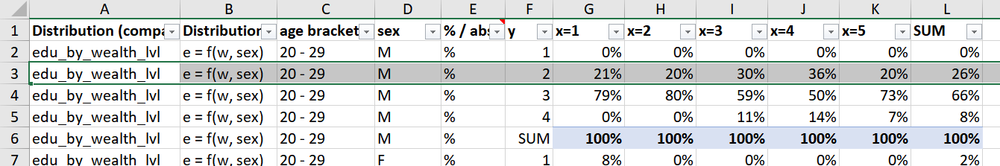 A B C D E F G H I J K L
1 Distribution (compa Distribution age bracket sex % / abs y x=1 x=2 x=3 x=4 x=5 SUM
2 edu_by_wealth_lvl e = f(w, sex) 20 - 29 M % 1 0% 0% 0% 0% 0% 0%
3 edu_by_wealth_lvl e = f(w, sex) 20 - 29 M % 2 21% 20% 30% 36% 20% 26%
4 edu_by_wealth_lvl e = f(w, sex) 20 - 29 M % 3 79% 80% 59% 50% 73% 66%
5 edu_by_wealth_lvl e = f(w, sex) 20 - 29 M % 4 0% 0% 11% 14% 7% 8%
6 edu_by_wealth_lvl e = f(w, sex) 20 - 29 M % SUM 100% 100% 100% 100% 100% 100%
7 edu_by_wealth_lvl e = f(w, sex) 20 - 29 F % 1 8% 0% 0% 0% 0% 2%